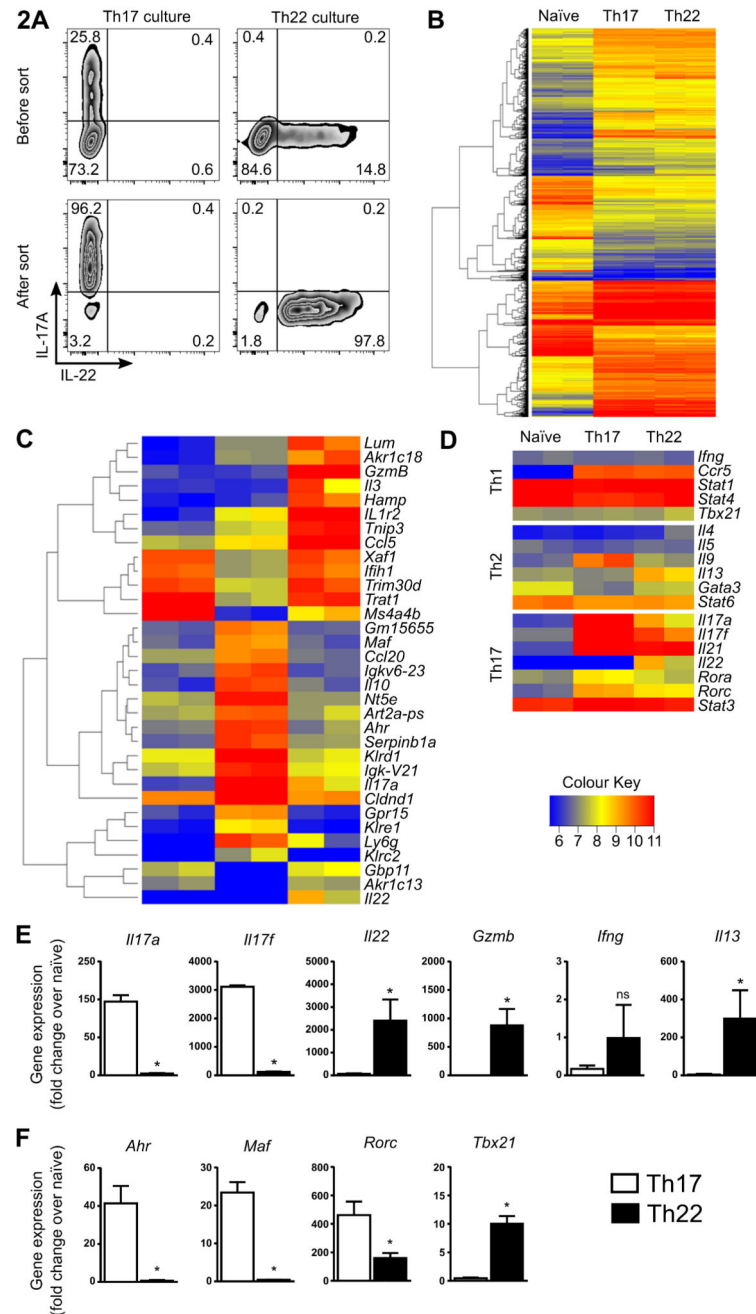 2A
Th17 culture Th22 culture
Before sort
25.8 0.4
73.2 0.6
0.4 0.2
84.6 14.8
After sort
96.2 0.4
3.2 0.2
0.2 0.2
1.8 97.8
IL-17A
IL-22
B
Naïve Th17 Th22
C
Lum
Akr1c18
GzmB
Il3
Hamp
IL1r2
Tnip3
Ccl5
Xaf1
Ifih1
Trim30d
Trat1
Ms4a4b
Gm15655
Maf
Ccl20
Igkv6-23
Il10
Nt5e
Art2a-ps
Ahr
Serpinb1a
Klrd1
Igk-V21
Il17a
Cldnd1
Gpr15
Klre1
Ly6g
Klrc2
Gbp11
Akr1c13
Il22
D
Naïve Th17 Th22
Th1
Ifng
Ccr5
Stat1
Stat4
Tbx21
Th2
Il4
Il5
Il9
Il13
Gata3
Stat6
Th17
Il17a
Il17f
Il21
Il22
Rora
Rorc
Stat3
Colour Key
6 7 8 9 10 11
E
Gene expression
(fold change over naïve)
Il17a
250
150
0
*
Il17f
4000
3000
2000
1000
0
*
Il22
5000
4000
3000
2000
1000
0
*
Gzmb
2000
1500
1000
500
0
*
Ifng
3
2
1
0
ns
Il13
600
400
200
0
*
F
Gene expression
(fold change over naïve)
Ahr
60
40
20
0
*
Maf
30
20
10
0
*
Rorc
800
600
400
200
0
*
Tbx21
15
10
5
0
*
Th17
Th22